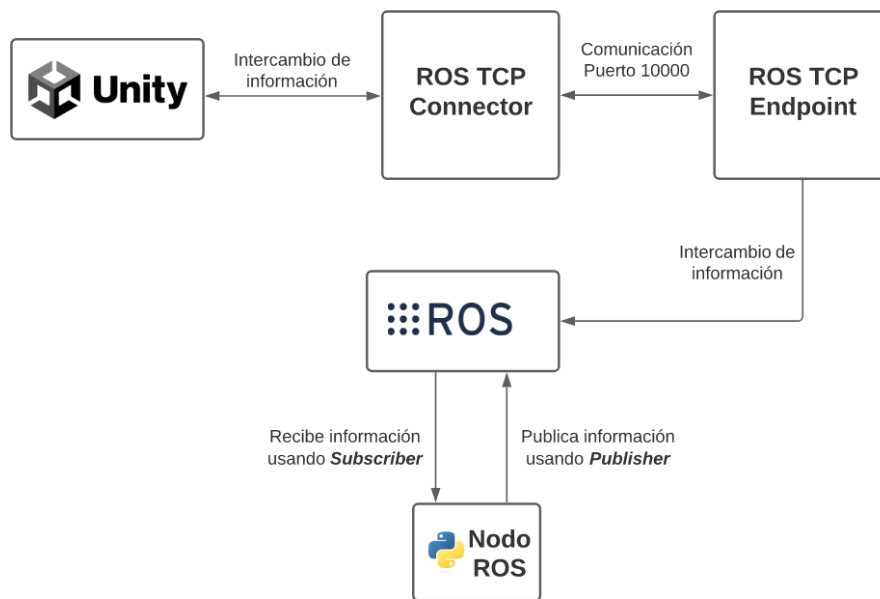 Unity
Intercambio de
información
ROS TCP
Connector
Comunicación
Puerto 10000
ROS TCP
Endpoint
Intercambio de
información
ROS
Recibe información
usando Subscriber
Publica información
usando Publisher
Nodo
ROS